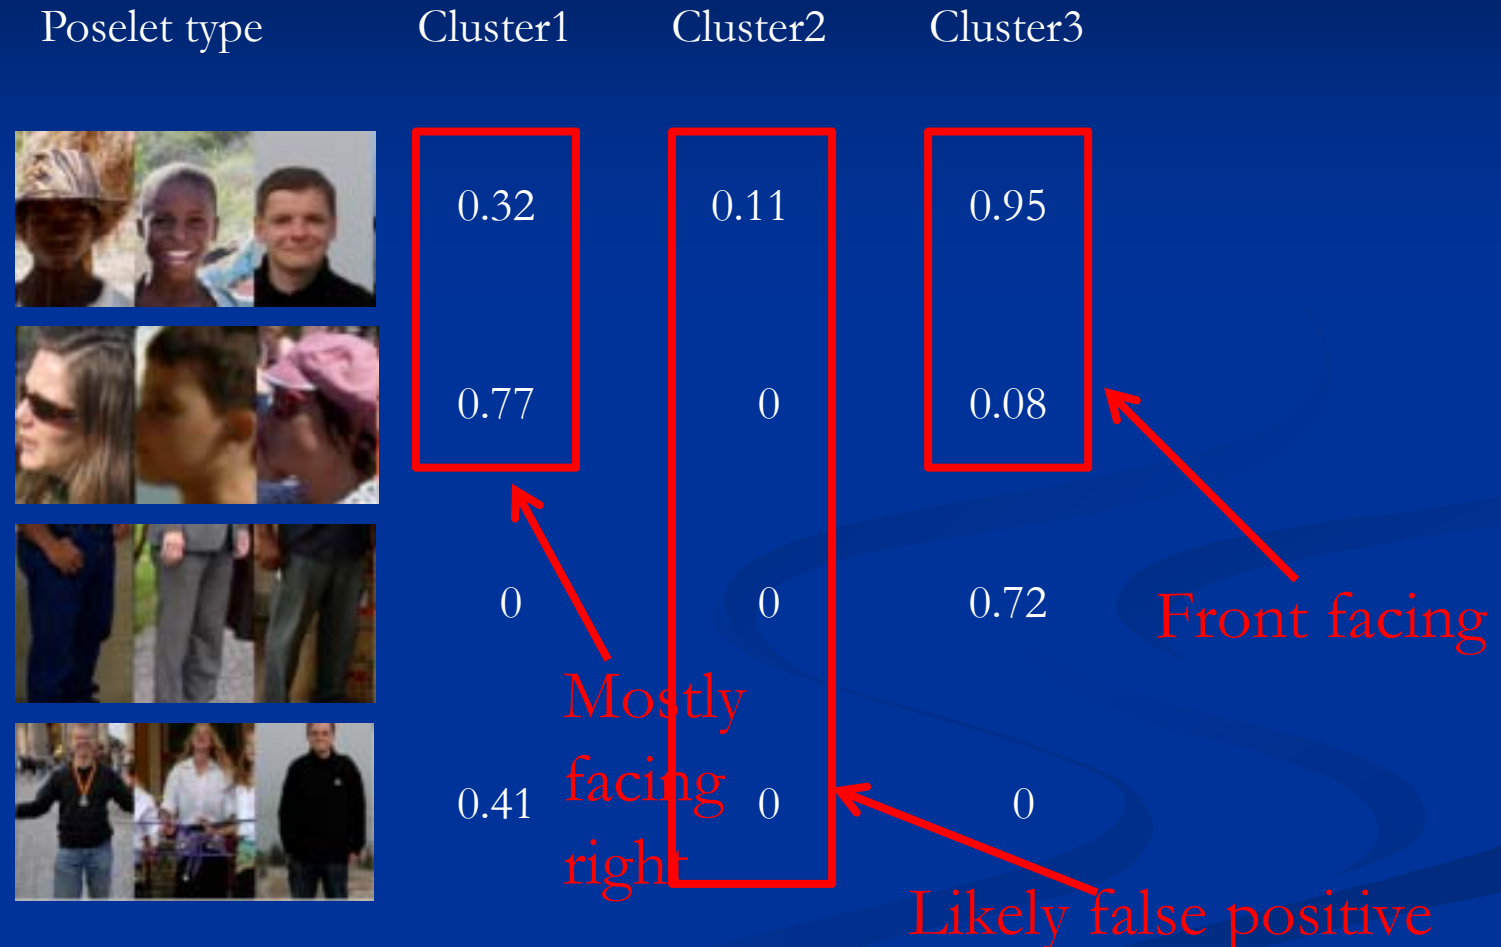 Poselet type Cluster1 Cluster2 Cluster3
0.32 0.11 0.95
0.77 0 0.08
0 0 0.72
Front facing
Mostly
facing
right
0.41 0 0
Likely false positive